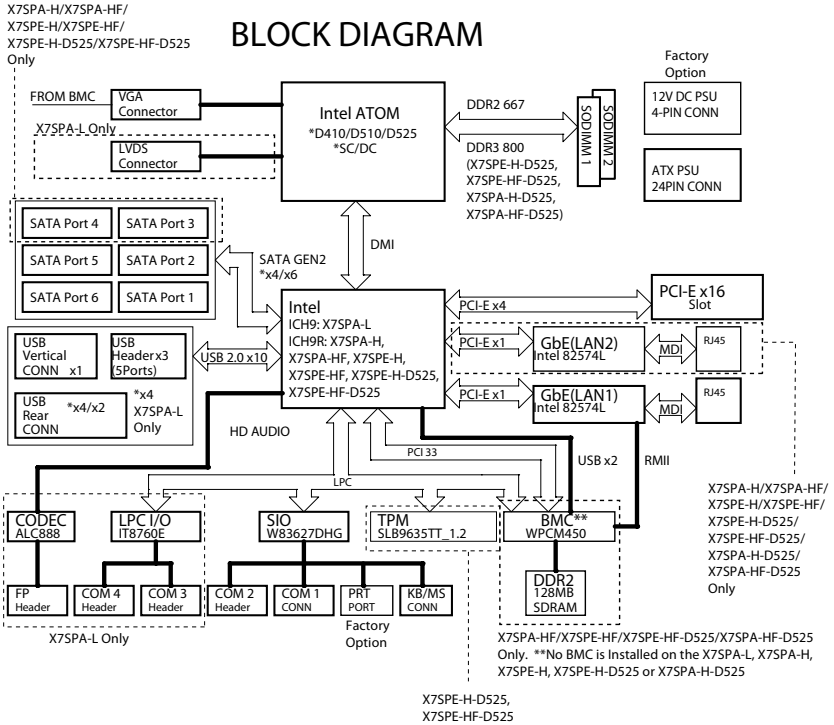 X7SPA-H/X7SPA-HF/
X7SPE-H/X7SPE-HF/
X7SPE-H-D525/X7SPE-HF-D525
Only
BLOCK DIAGRAM
FROM BMC
VGA
Connector
X7SPA-L Only
LVDS
Connector
Intel ATOM
*D410/D510/D525
*SC/DC
DDR2 667
DDR3 800
(X7SPE-H-D525,
X7SPE-HF-D525,
X7SPA-H-D525,
X7SPA-HF-D525)
SODIMM 1
SODIMM 2
Factory
Option
12V DC PSU
4-PIN CONN
ATX PSU
24PIN CONN
SATA Port 4
SATA Port 3
SATA Port 5
SATA Port 2
SATA Port 6
SATA Port 1
SATA GEN2
*x4/x6
DMI
Intel
ICH9: X7SPA-L
ICH9R: X7SPA-H,
X7SPA-HF, X7SPE-H,
X7SPE-HF, X7SPE-H-D525,
X7SPE-HF-D525
PCI-E x4
PCI-E x16
Slot
PCI-E x1
GbE(LAN2)
Intel 82574L
MDI
RJ45
PCI-E x1
GbE(LAN1)
Intel 82574L
MDI
RJ45
USB
Vertical
CONN x1
USB
Header x3
(5Ports)
USB 2.0 x10
USB
Rear
CONN
*x4/x2
*x4
X7SPA-L
Only
HD AUDIO
PCI 33
LPC
USB x2
RMII
X7SPA-H/X7SPA-HF/
X7SPE-H/X7SPE-HF/
X7SPE-H-D525/
X7SPE-HF-D525/
X7SPA-H-D525/
X7SPA-HF-D525
Only
CODEC
ALC888
LPC I/O
IT8760E
SIO
W83627DHG
TPM
SLB9635TT_1.2
BMC**
WPCM450
DDR2
128MB
SDRAM
FP
Header
COM 4
Header
COM 3
Header
COM 2
Header
COM 1
CONN
PRT
PORT
KB/MS
CONN
X7SPA-L Only
Factory
Option
X7SPA-HF/X7SPE-HF/X7SPE-HF-D525/X7SPA-HF-D525
Only. **No BMC is Installed on the X7SPA-L, X7SPA-H,
X7SPE-H, X7SPE-H-D525 or X7SPA-H-D525
X7SPE-H-D525,
X7SPE-HF-D525